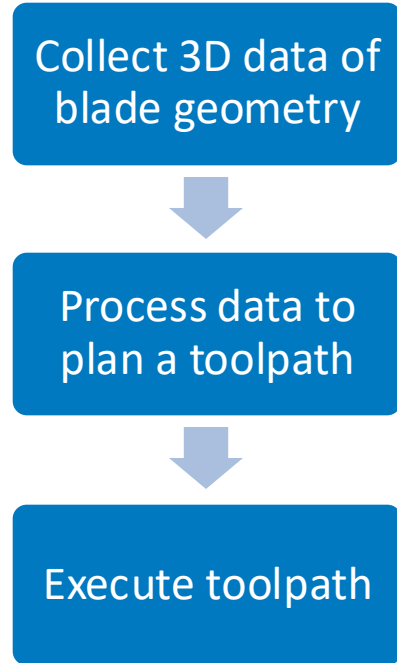 Collect 3D data of
blade geometry
Process data to
plan a toolpath
Execute toolpath